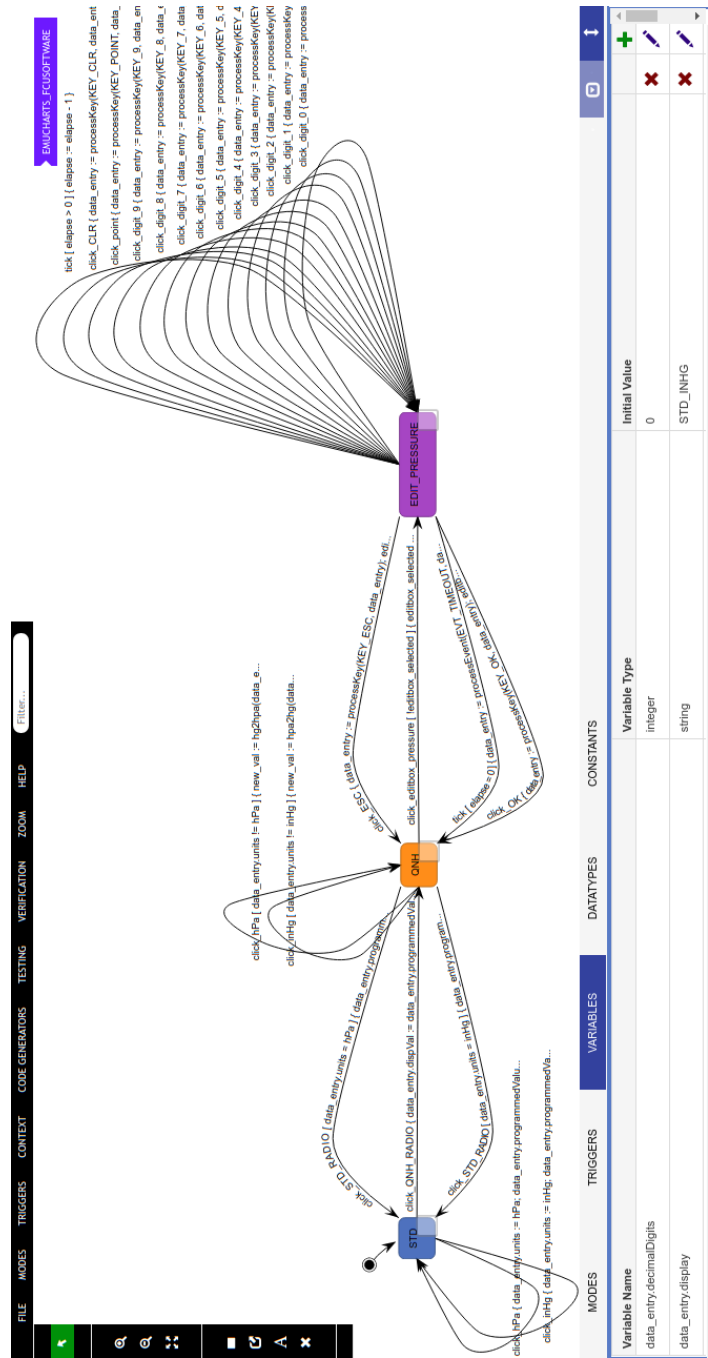 FILE MODES TRIGGERS CONTEXT CODE GENERATORS TESTING VERIFICATION ZOOM HELP Filter...
EMUCHARTS_FCUSOFTWARE
tick [ elapse > 0 ] { elapse := elapse - 1 }
click_CLR { data_entry := processKey(KEY_CLR, data_ent
click_point { data_entry := processKey(KEY_POINT, data_
click_digit_9 { data_entry := processKey(KEY_9, data_en
click_digit_8 { data_entry := processKey(KEY_8, data_e
click_digit_7 { data_entry := processKey(KEY_7, data
click_digit_6 { data_entry := processKey(KEY_6, dat
click_digit_5 { data_entry := processKey(KEY_5, d
click_digit_4 { data_entry := processKey(KEY_4
click_digit_3 { data_entry := processKey(KEY
click_digit_2 { data_entry := processKey(K
click_digit_1 { data_entry := processKey
click_digit_0 { data_entry := process
click_hPa [ data_entry.units != hPa ] { new_val := hg2hpa(data_e...
click_inHg [ data_entry.units != inHg ] { new_val := hpa2hg(data...
click_STD_RADIO [ data_entry.units = hPa ] { data_entry.programm...
click_ESC { data_entry := processKey(KEY_ESC, data_entry); edi...
STD
click_QNH_RADIO { data_entry.dispVal := data_entry.programmedVal...
QNH
click_editbox_pressure [ !editbox_selected ] { editbox_selected ...
EDIT_PRESSURE
click_STD_RADIO [ data_entry.units = inHg ] { data_entry.program...
tick [ elapse = 0 ] { data_entry := processEvent(EVT_TIMEOUT, da...
click_OK { data_entry := processKey(KEY_OK, data_entry); editb...
click_hPa { data_entry.units := hPa; data_entry.programmedValu...
click_inHg { data_entry.units := inHg; data_entry.programmedVa...
MODES TRIGGERS VARIABLES DATATYPES CONSTANTS
Variable Name Variable Type Initial Value
data_entry.decimalDigits integer 0
data_entry.display string STD_INHG